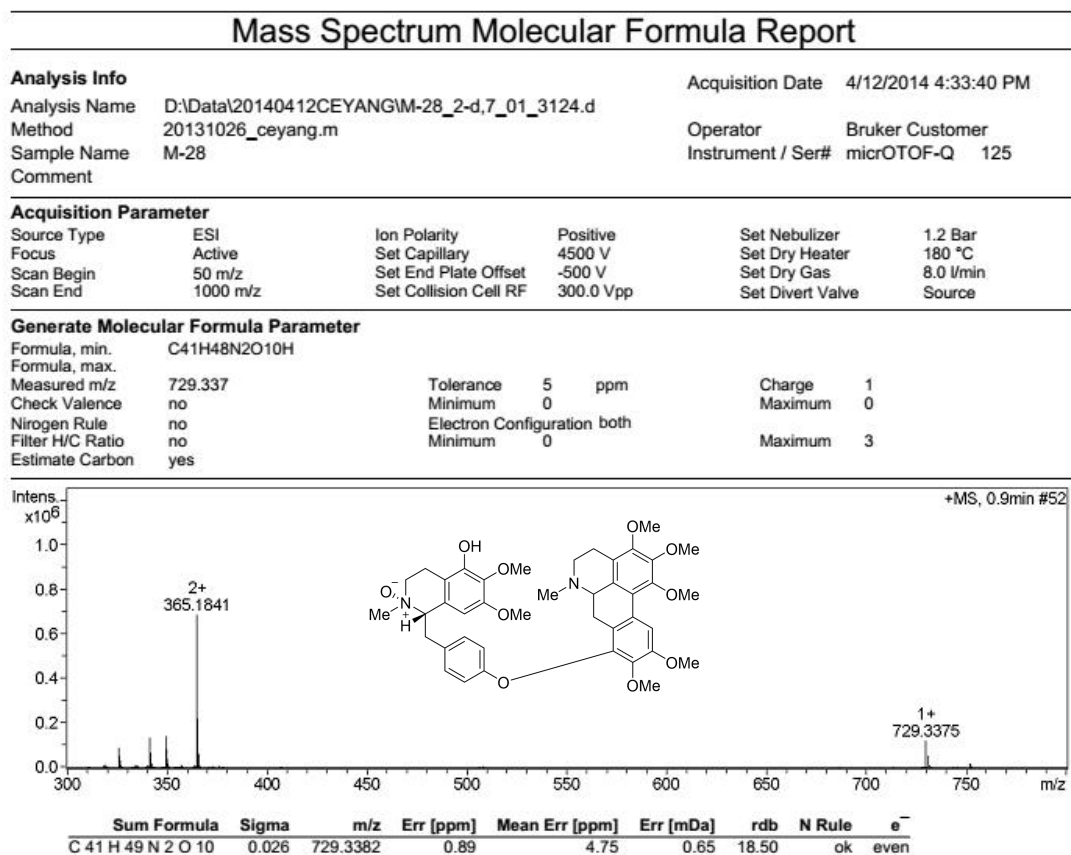 Mass Spectrum Molecular Formula Report
Analysis Info
Acquisition Date 4/12/2014 4:33:40 PM
Analysis Name D:\Data\20140412CEYANG\M-28_2-d,7_01_3124.d
Method 20131026_ceyang.m
Operator Bruker Customer
Sample Name M-28
Instrument / Ser# micrOTOF-Q 125
Comment
Acquisition Parameter
Source Type ESI Ion Polarity Positive Set Nebulizer 1.2 Bar
Focus Active Set Capillary 4500 V Set Dry Heater 180 °C
Scan Begin 50 m/z Set End Plate Offset -500 V Set Dry Gas 8.0 l/min
Scan End 1000 m/z Set Collision Cell RF 300.0 Vpp Set Divert Valve Source
Generate Molecular Formula Parameter
Formula, min. C41H48N2O10H
Formula, max.
Measured m/z 729.337 Tolerance 5 ppm Charge 1
Check Valence no Minimum 0 Maximum 0
Nirogen Rule no Electron Configuration both
Filter H/C Ratio no Minimum 0 Maximum 3
Estimate Carbon yes
Intens.
x10⁶
+MS, 0.9min #52
1.0
0.8
0.6
0.4
0.2
0.0
2+
365.1841
OH
OMe
OMe
O⁻
N⁺
MeN
H
O
OMe
OMe
OMe
MeN
OMe
OMe
1+
729.3375
300 350 400 450 500 550 600 650 700 750 m/z
Sum Formula Sigma m/z Err [ppm] Mean Err [ppm] Err [mDa] rdb N Rule e⁻
C 41 H 49 N 2 O 10 0.026 729.3382 0.89 4.75 0.65 18.50 ok even